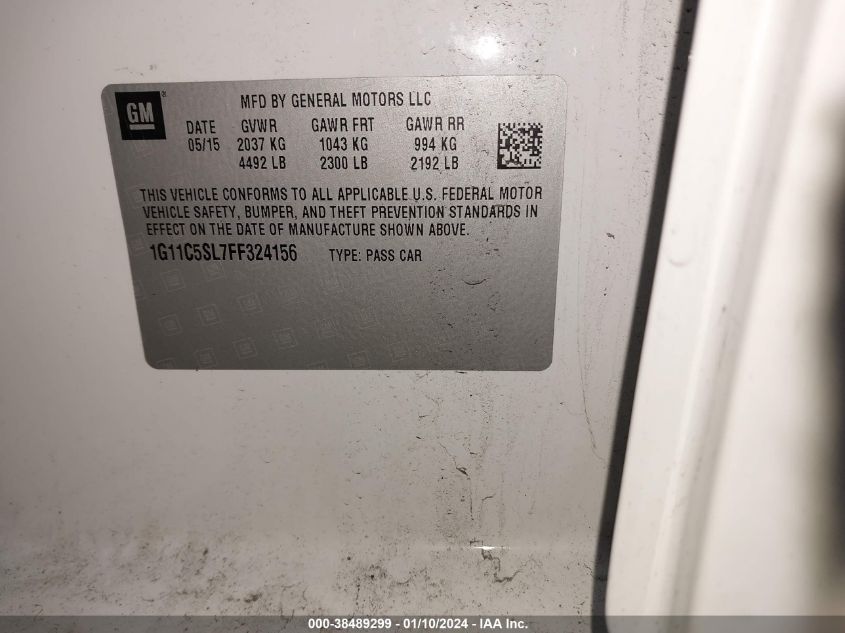 GM ®
MFD BY GENERAL MOTORS LLC
DATE GVWR GAWR FRT GAWR RR
05/15 2037 KG 1043 KG 994 KG
4492 LB 2300 LB 2192 LB
THIS VEHICLE CONFORMS TO ALL APPLICABLE U.S. FEDERAL MOTOR
VEHICLE SAFETY, BUMPER, AND THEFT PREVENTION STANDARDS IN
EFFECT ON THE DATE OF MANUFACTURE SHOWN ABOVE.
1G11C5SL7FF324156 TYPE: PASS CAR
000-38489299 - 01/10/2024 - IAA Inc.